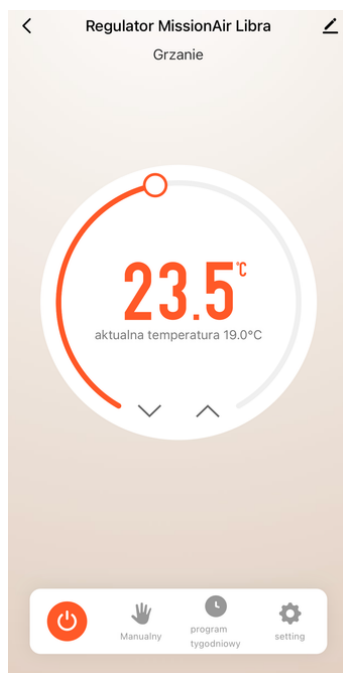 Regulator MissionAir Libra
Grzanie
23.5℃
aktualna temperatura 19.0°C
Manualny
program
tygodniowy
setting